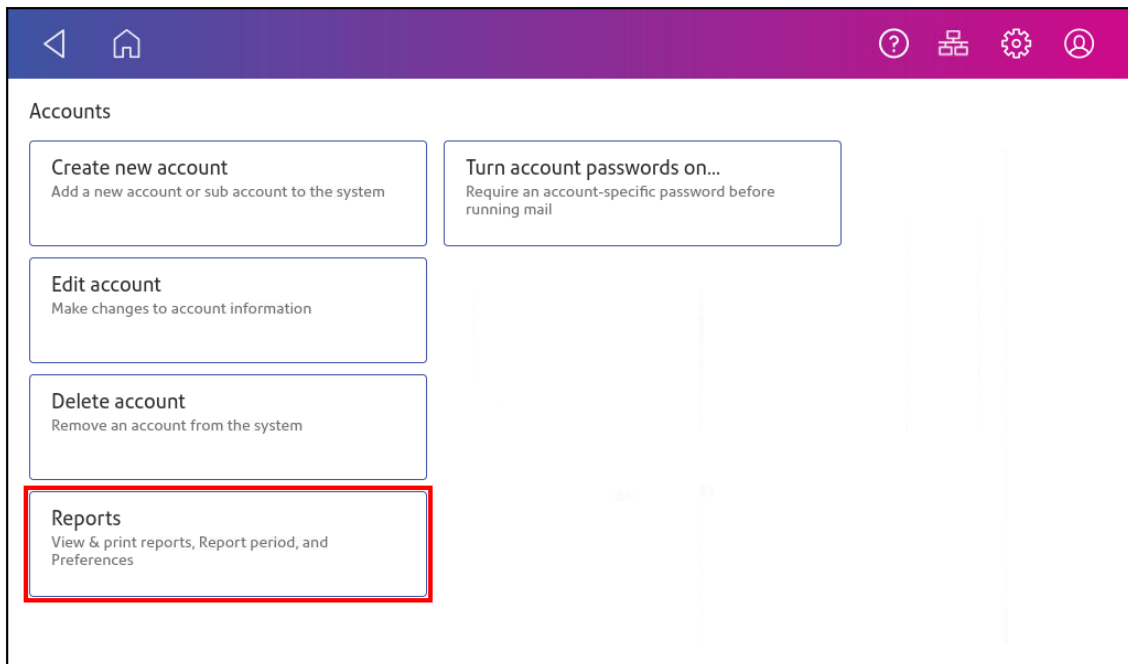 Accounts
Create new account
Add a new account or sub account to the system
Turn account passwords on...
Require an account-specific password before
running mail
Edit account
Make changes to account information
Delete account
Remove an account from the system
Reports
View & print reports, Report period, and
Preferences